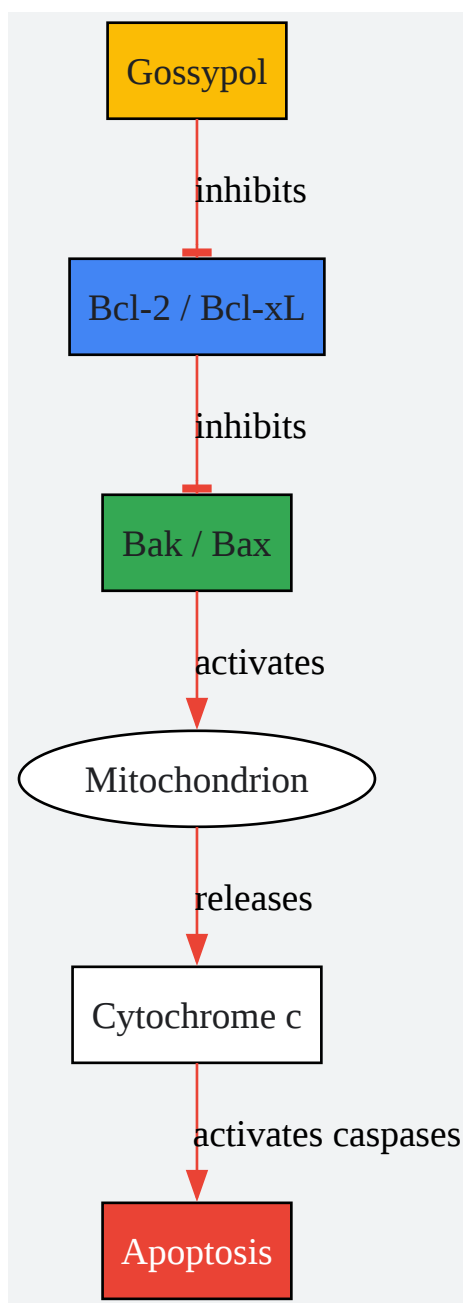 Gossypol
inhibits
Bcl-2 / Bcl-xL
inhibits
Bak / Bax
activates
Mitochondrion
releases
Cytochrome c
activates caspases
Apoptosis